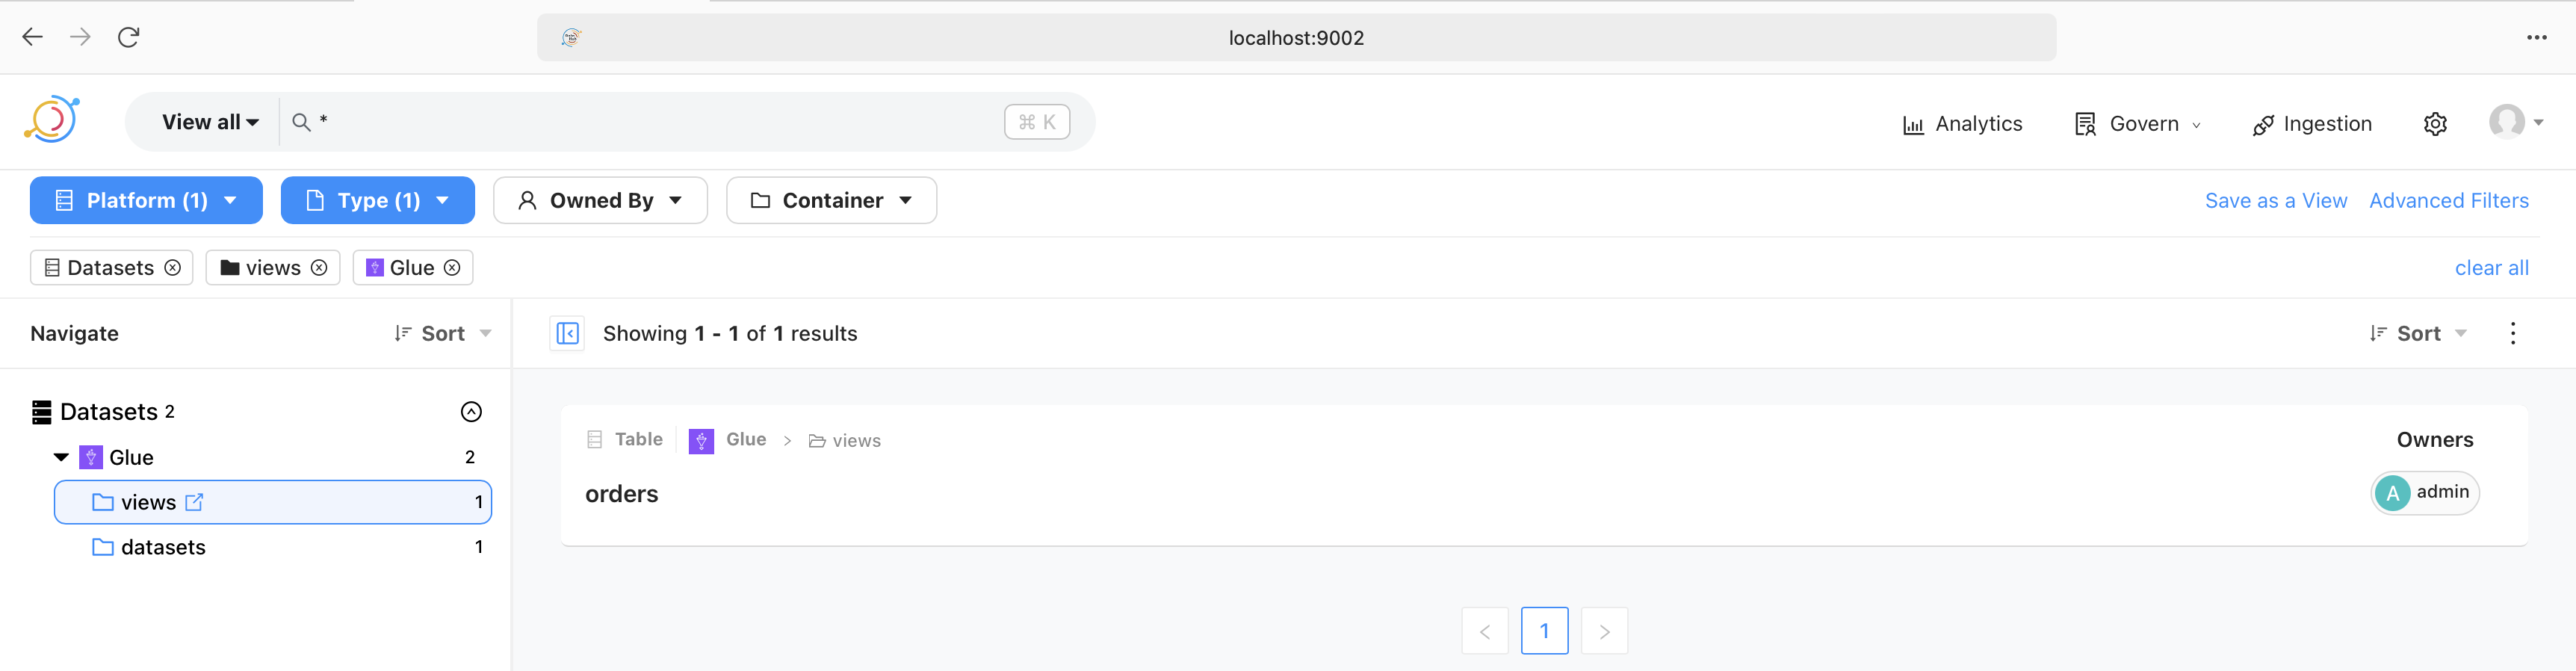 localhost:9002
View all * ⌘ K Analytics Govern Ingestion
Platform (1) Type (1) Owned By Container Save as a View Advanced Filters
Datasets views Glue clear all
Navigate Sort Showing 1 - 1 of 1 results Sort
Datasets 2
Glue 2
views 1
datasets 1
Table Glue > views Owners
orders A admin
< 1 >